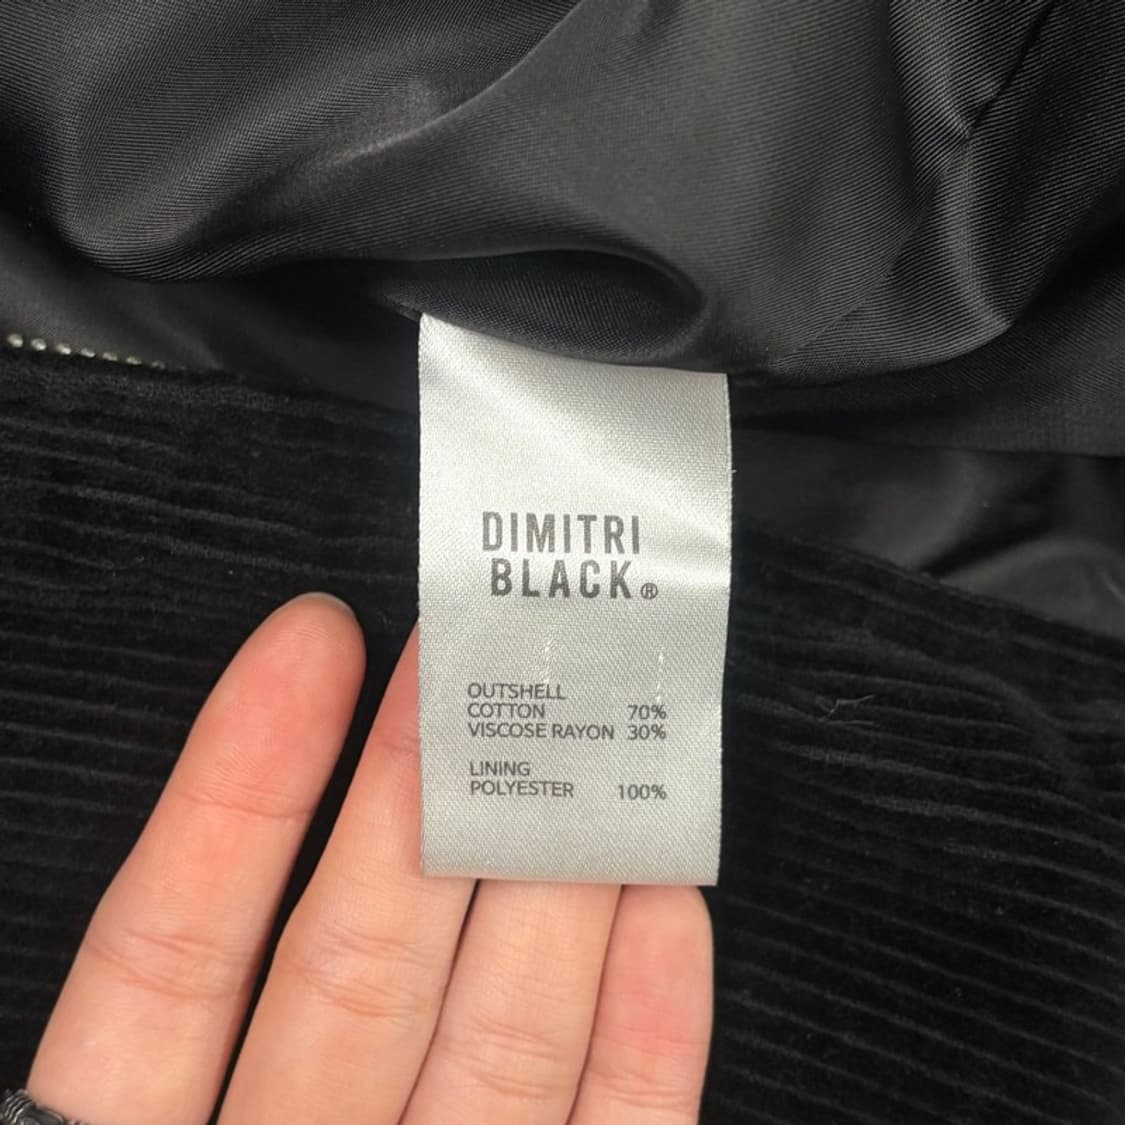 DIMITRI
BLACK®
OUTSHELL
COTTON 70%
VISCOSE RAYON 30%
LINING
POLYESTER 100%